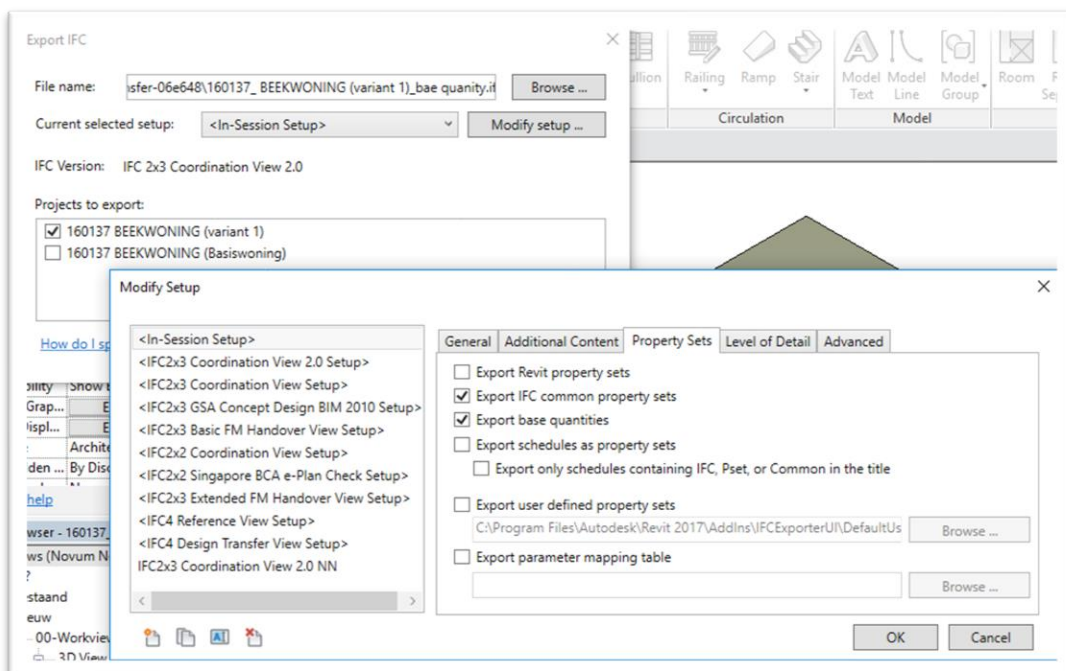 Export IFC
File name: sfer-06e648\160137_ BEEKWONING (variant 1)_bae quanity.if Browse ...
Current selected setup: <In-Session Setup> Modify setup ...
IFC Version: IFC 2x3 Coordination View 2.0
Projects to export:
160137 BEEKWONING (variant 1)
160137 BEEKWONING (Basiswoning)
How do I sp
Railing Ramp Stair Model Text Model Line Model Group Room
Circulation Model
Modify Setup
<In-Session Setup>
<IFC2x3 Coordination View 2.0 Setup>
<IFC2x3 Coordination View Setup>
<IFC2x3 GSA Concept Design BIM 2010 Setup>
<IFC2x3 Basic FM Handover View Setup>
<IFC2x2 Coordination View Setup>
<IFC2x2 Singapore BCA e-Plan Check Setup>
<IFC2x3 Extended FM Handover View Setup>
<IFC4 Reference View Setup>
<IFC4 Design Transfer View Setup>
IFC2x3 Coordination View 2.0 NN
General Additional Content Property Sets Level of Detail Advanced
Export Revit property sets
Export IFC common property sets
Export base quantities
Export schedules as property sets
Export only schedules containing IFC, Pset, or Common in the title
Export user defined property sets
C:\Program Files\Autodesk\Revit 2017\AddIns\IFCExporterUI\DefaultUs Browse ...
Export parameter mapping table
Browse ...
OK Cancel
Grap...
Displ...
Archite
den ... By Disc
help
wser - 160137_
ws (Novum N
?
staand
euw
00-Workview
3D View